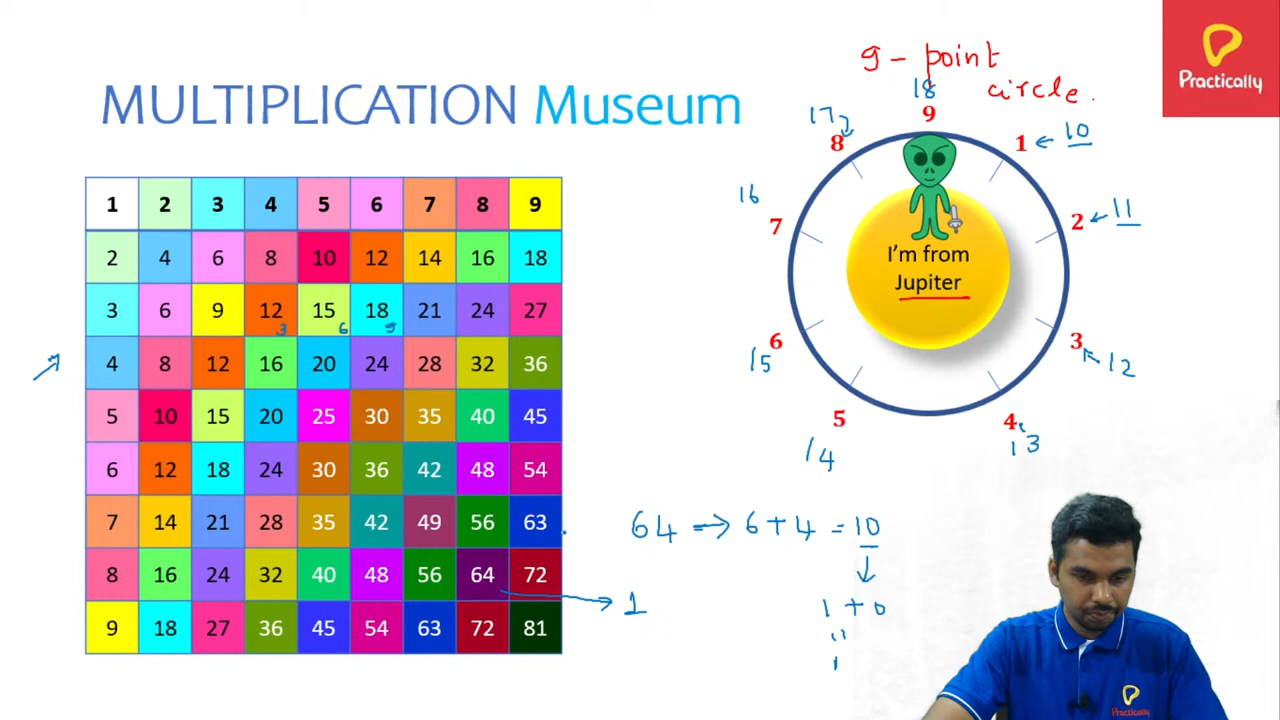 MULTIPLICATION Museum
1 2 3 4 5 6 7 8 9
2 4 6 8 10 12 14 16 18
3 6 9 12 15 18 21 24 27
3 6 9
4 8 12 16 20 24 28 32 36
5 10 15 20 25 30 35 40 45
6 12 18 24 30 36 42 48 54
7 14 21 28 35 42 49 56 63
8 16 24 32 40 48 56 64 72
9 18 27 36 45 54 63 72 81
→ 1
64 ⇒ 6+4 = 10
↓
1 + 0
"
1
9 - point
circle.
18
9
17 8
1 ← 10
16 7
2 ← 11
15 6
3 ← 12
14 5
4 13
I'm from
Jupiter
Practically
Practically